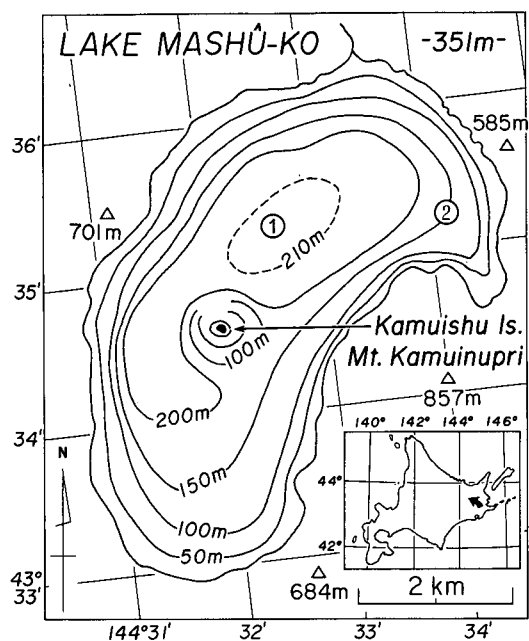 LAKE MASHÛ-KO
-351m-
585m
36'
701m
①
②
210m
35'
Kamuishu Is.
100m
Mt. Kamuinupri
857m
200m
34'
N
150m
100m
50m
43°
33'
684m
140° 142° 144° 146°
44°
42°
2 km
144°31' 32' 33' 34'